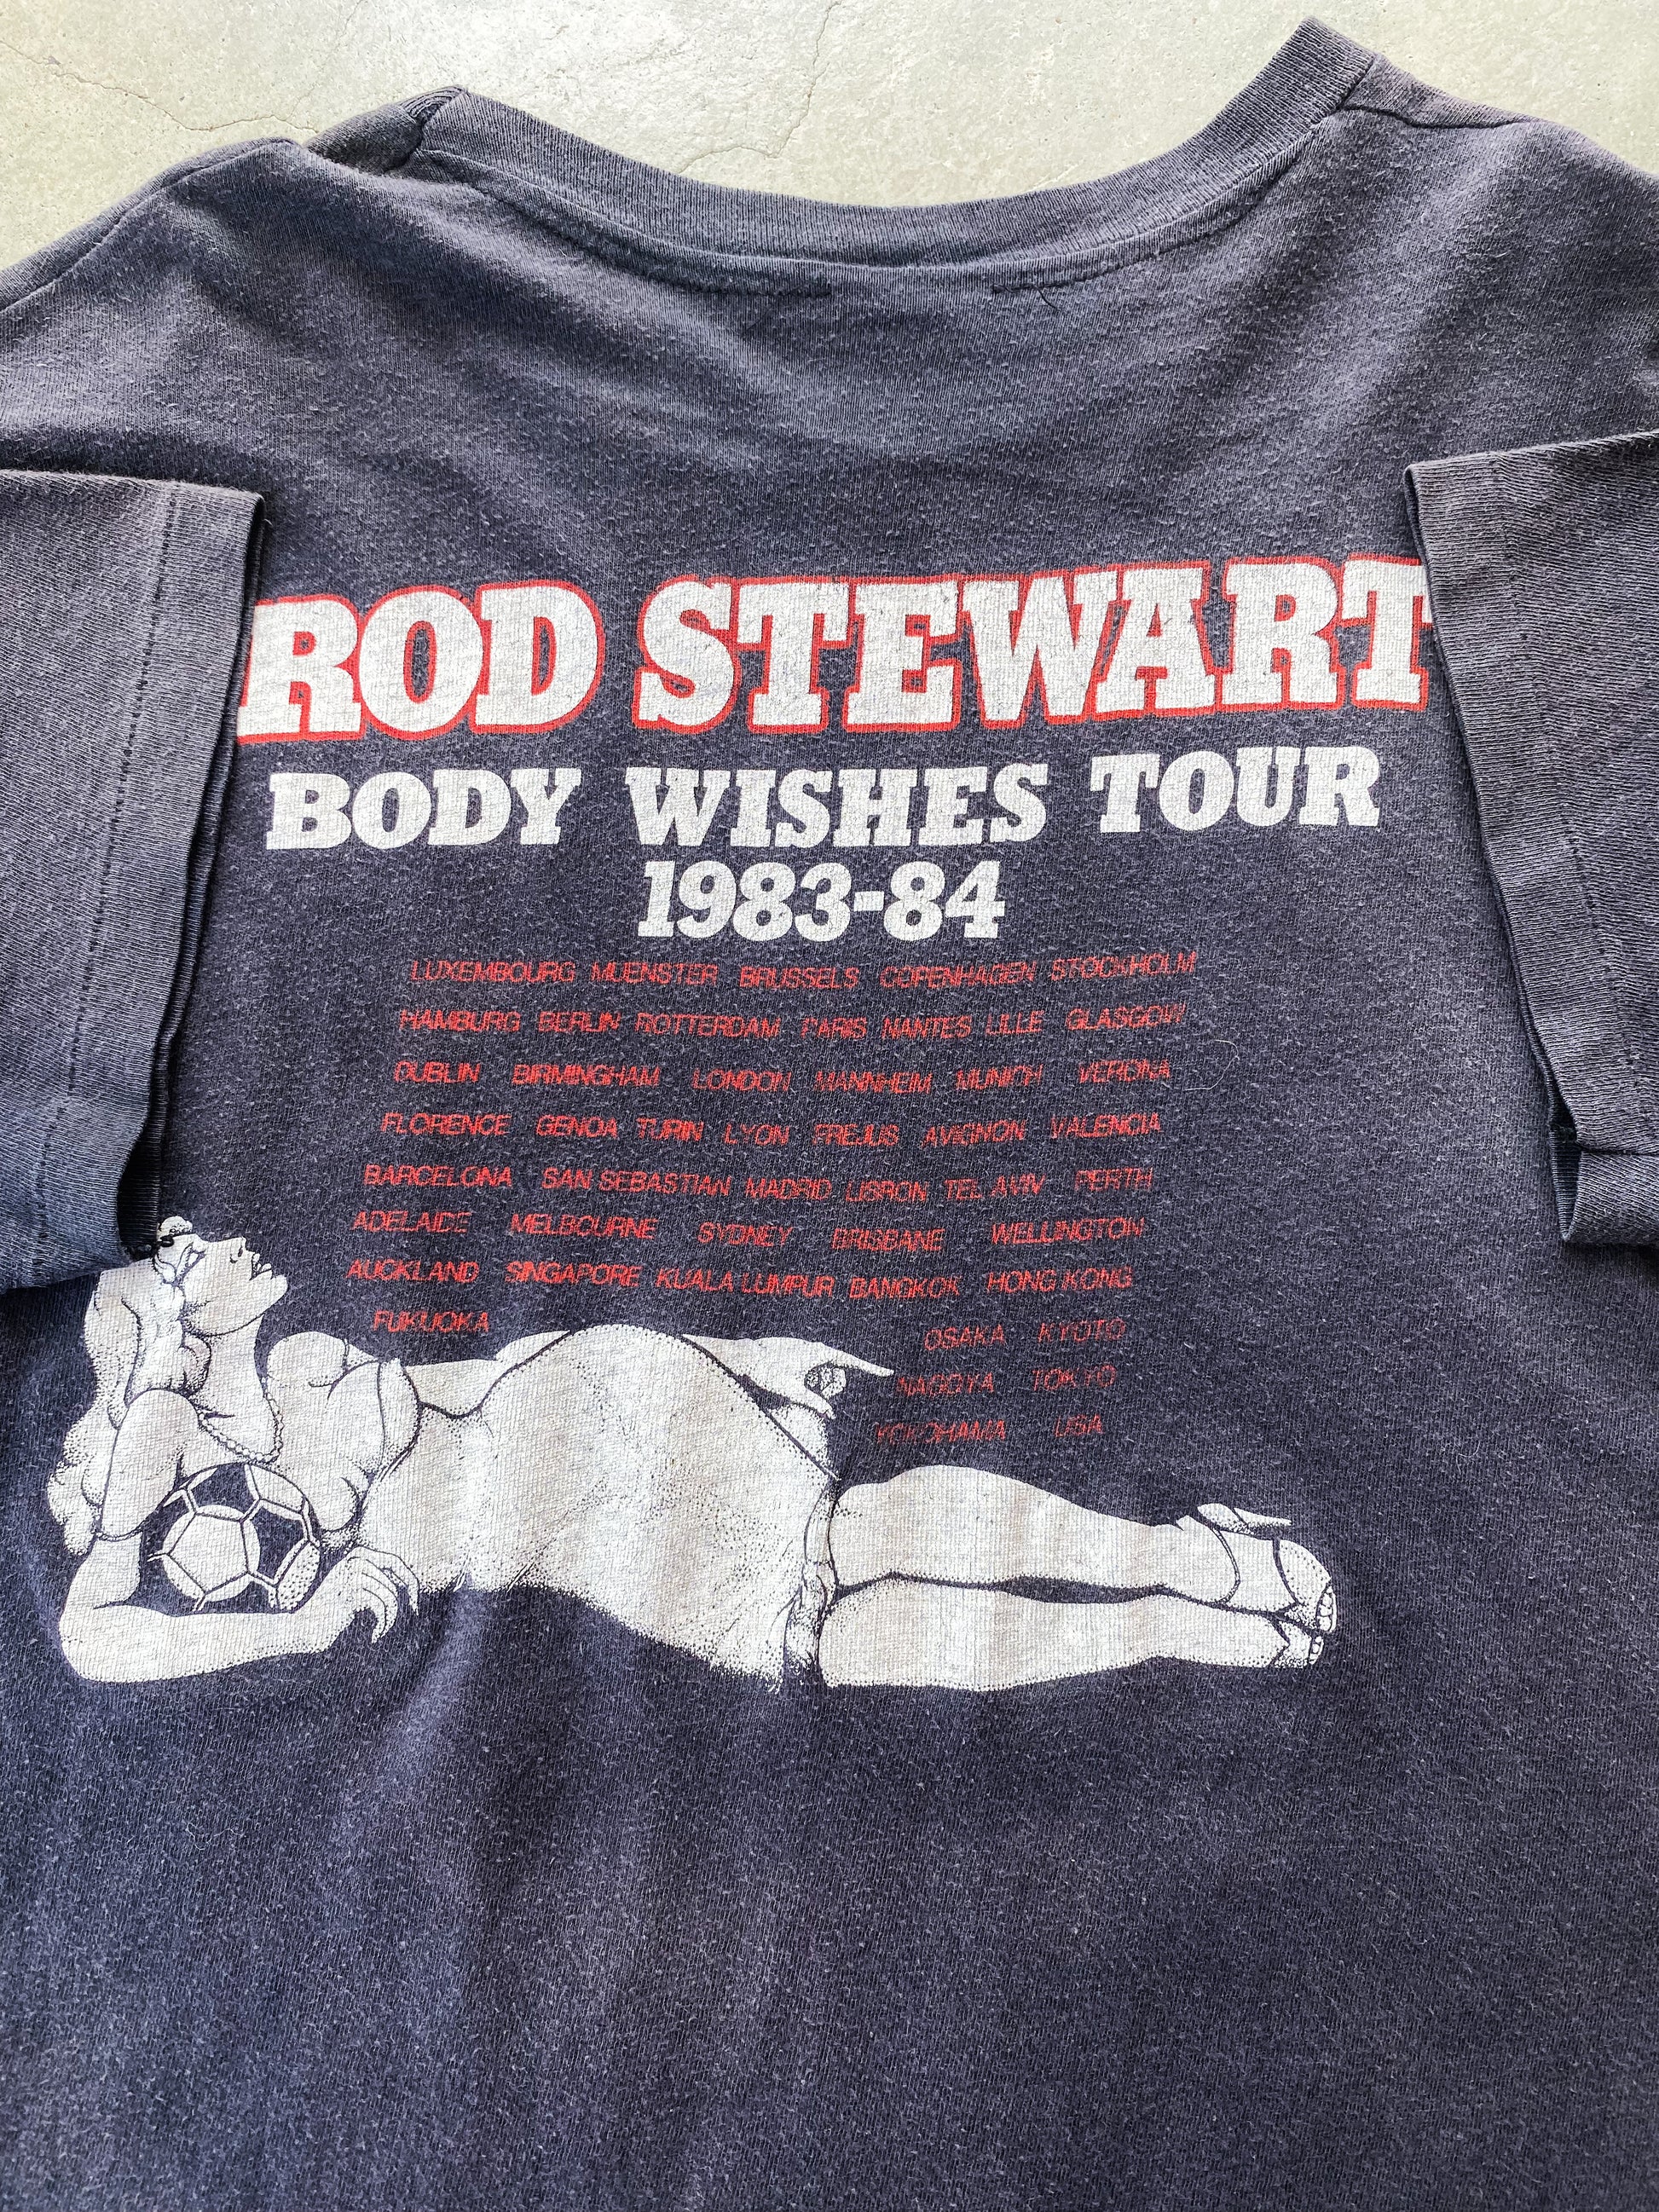 ROD STEWART
BODY WISHES TOUR
1983-84
LUXEMBOURG MUENSTER BRUSSELS COPENHAGEN STOCKHOLM
HAMBURG BERLIN ROTTERDAM PARIS NANTES LILLE GLASGOW
DUBLIN BIRMINGHAM LONDON MANNHEIM MUNICH VERONA
FLORENCE GENOA TURIN LYON FREJUS AVIGNON VALENCIA
BARCELONA SAN SEBASTIAN MADRID LISBON TEL AVIV PERTH
ADELAIDE MELBOURNE SYDNEY BRISBANE WELLINGTON
AUCKLAND SINGAPORE KUALA LUMPUR BANGKOK HONG KONG
FUKUOKA OSAKA KYOTO
NAGOYA TOKYO
YOKOHAMA USA